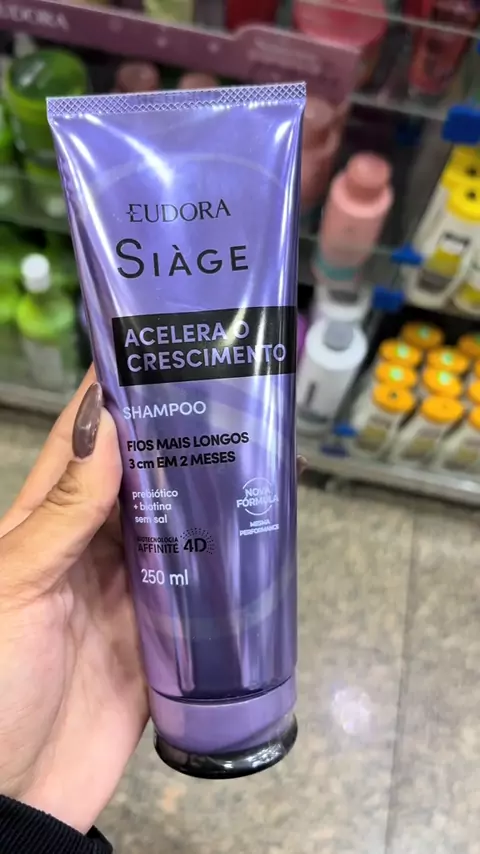 EUDORA
EUDORA
SIÀGE
ACELERA O
CRESCIMENTO
SHAMPOO
FIOS MAIS LONGOS
3 cm EM 2 MESES
prebiótico
+ biotina
sem sal
NOVA
FÓRMULA
MESMA
PERFORMANCE
AFFINITÉ 4D
250 ml